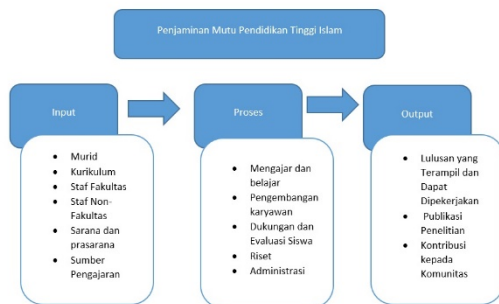 Penjaminan Mutu Pendidikan Tinggi Islam
Input
Murid
Kurikulum
Staf Fakultas
Staf Non-
Fakultas
Sarana dan
prasarana
Sumber
Pengajaran
Proses
Mengajar dan
belajar
Pengembangan
karyawan
Dukungan dan
Evaluasi Siswa
Riset
Administrasi
Output
Lulusan yang
Terampil dan
Dapat
Dipekerjakan
Publikasi
Penelitian
Kontribusi
kepada
Komunitas